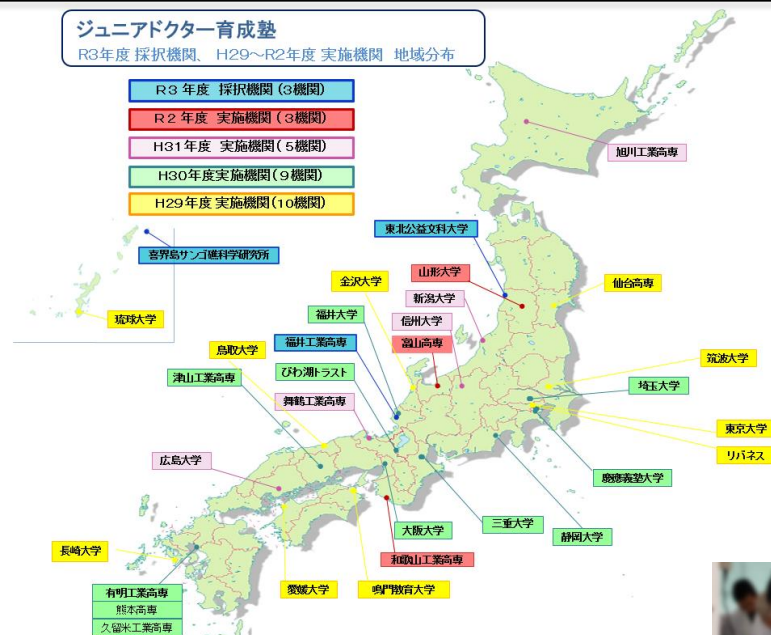 ジュニアドクター育成塾
R3年度 採択機関、 H29～R2年度 実施機関 地域分布
R3 年度 採択機関 (3機関)
R2 年度 実施機関 (3機関)
H31年度 実施機関(5機関)
H30年度実施機関(9機関)
H29年度 実施機関(10機関)
旭川工業高専
東北公益文科大学
喜界島サンゴ礁科学研究所
山形大学
金沢大学
仙台高専
新潟大学
福井大学
信州大学
琉球大学
福井工業高専
富山高専
鳥取大学
筑波大学
びわ湖トラスト
津山工業高専
埼玉大学
舞鶴工業高専
東京大学
リバネス
広島大学
慶應義塾大学
三重大学
大阪大学
静岡大学
長崎大学
和歌山工業高専
有明工業高専
熊本高専
久留米工業高専
愛媛大学
鳴門教育大学